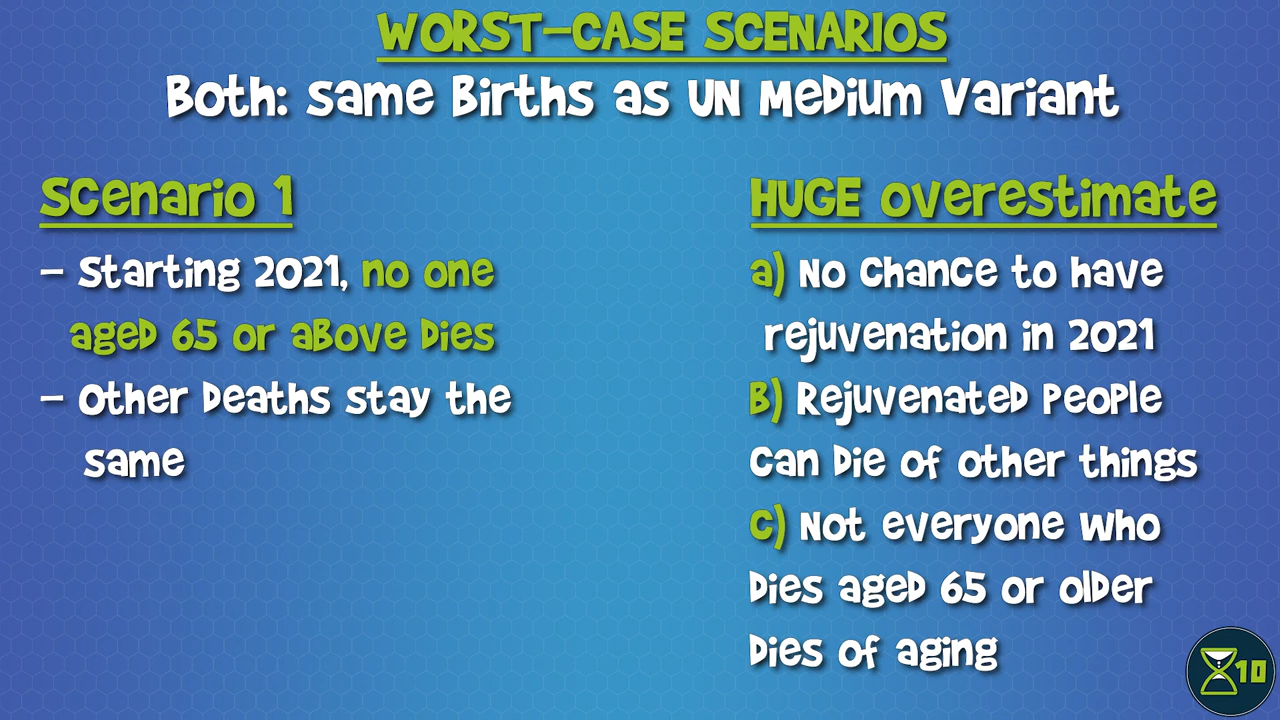 WORST-CASE SCENARIOS
Both: same Births as UN Medium Variant
Scenario 1
- Starting 2021, no one
aged 65 or above dies
- Other deaths stay the
same
HUGE overestimate
a) No chance to have
rejuvenation in 2021
B) Rejuvenated people
can die of other things
C) Not everyone who
dies aged 65 or older
dies of aging
10